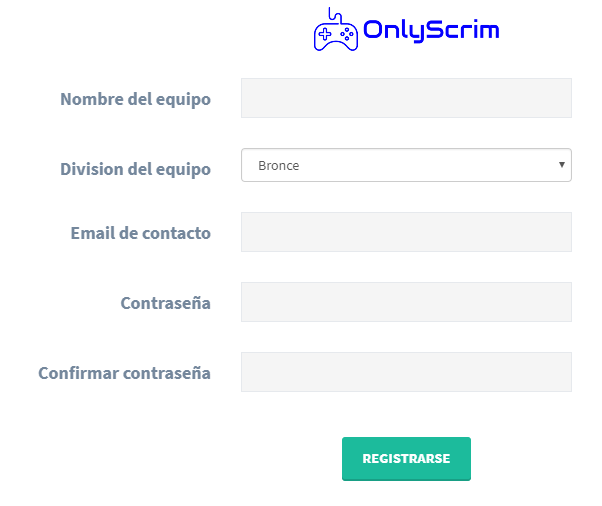 OnlyScrim
Nombre del equipo
Division del equipo
Bronce
Email de contacto
Contraseña
Confirmar contraseña
REGISTRARSE